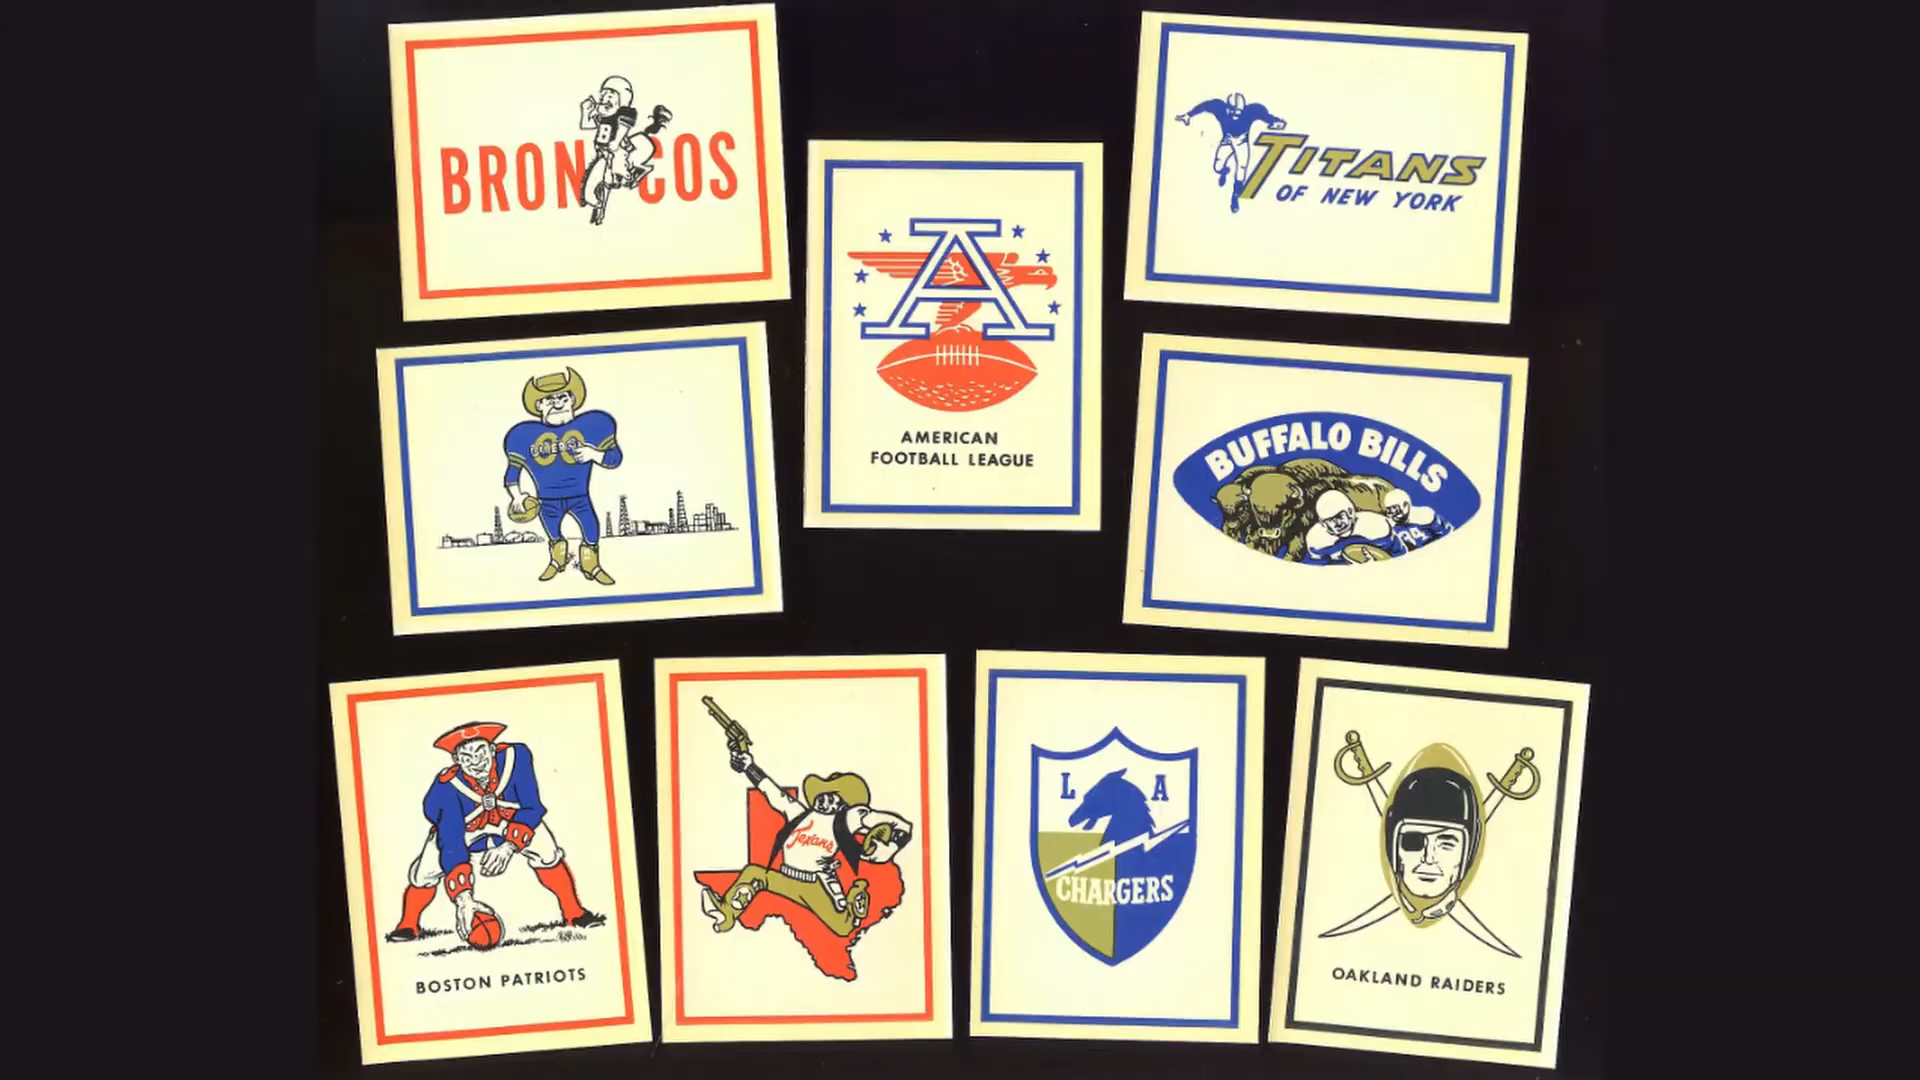 BRONCOS
TITANS
OF NEW YORK
AMERICAN
FOOTBALL LEAGUE
BUFFALO BILLS
BOSTON PATRIOTS
Texans
L A
CHARGERS
OAKLAND RAIDERS